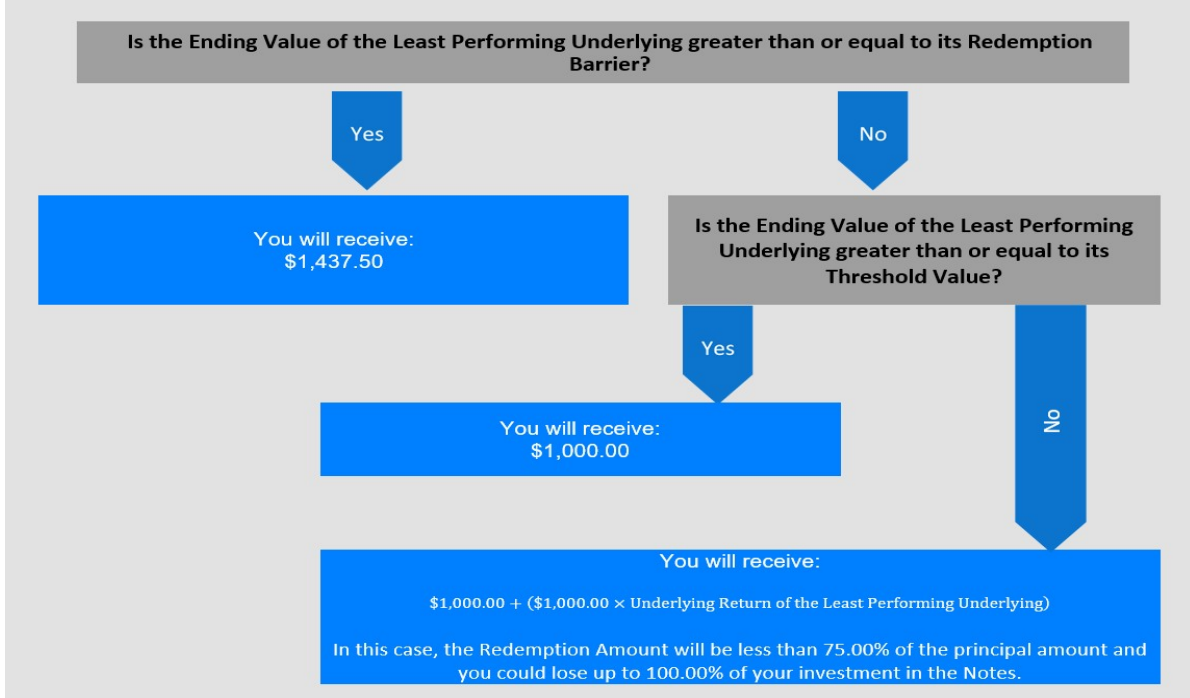 Is the Ending Value of the Least Performing Underlying greater than or equal to its Redemption
Barrier?
Yes
No
You will receive:
$1,437.50
Is the Ending Value of the Least Performing
Underlying greater than or equal to its
Threshold Value?
Yes
No
You will receive:
$1,000.00
You will receive:
$1,000.00 + ($1,000.00 × Underlying Return of the Least Performing Underlying)
In this case, the Redemption Amount will be less than 75.00% of the principal amount and
you could lose up to 100.00% of your investment in the Notes.